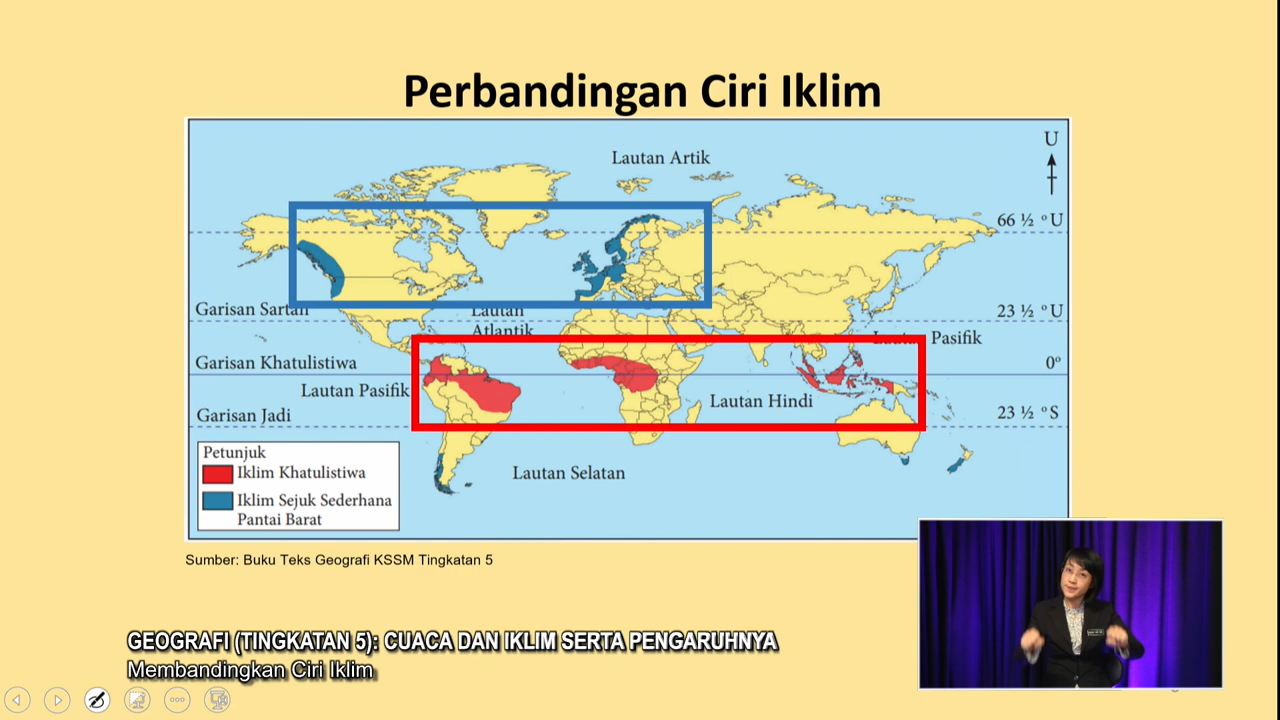 Perbandingan Ciri Iklim
Lautan Artik
U
66 ½ °U
Garisan Sartan
Lautan
Atlantik
23 ½ °U
Lautan Pasifik
Garisan Khatulistiwa
0°
Lautan Pasifik
Lautan Hindi
Garisan Jadi
23 ½ °S
Petunjuk
Iklim Khatulistiwa
Iklim Sejuk Sederhana
Pantai Barat
Lautan Selatan
Sumber: Buku Teks Geografi KSSM Tingkatan 5
GEOGRAFI (TINGKATAN 5): CUACA DAN IKLIM SERTA PENGARUHNYA
Membandingkan Ciri Iklim